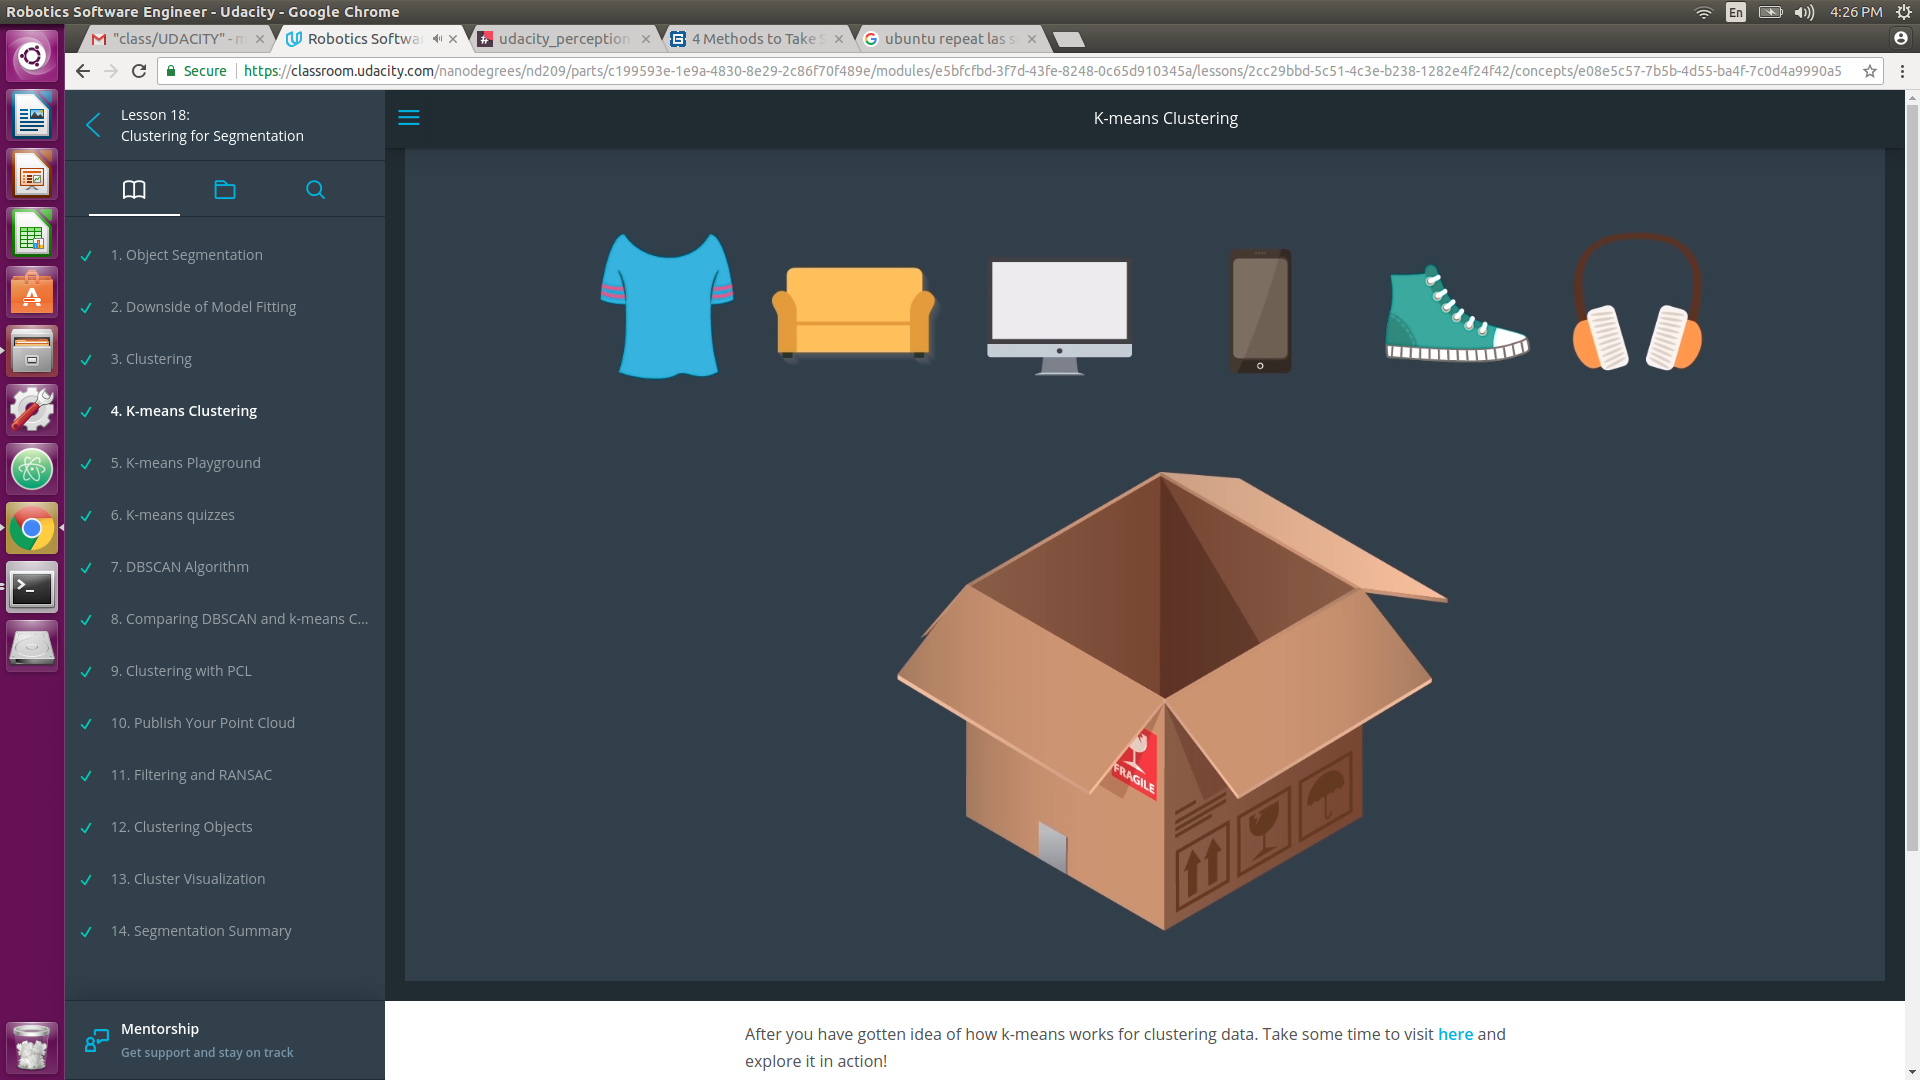 Robotics Software Engineer - Udacity - Google Chrome
En
4:26 PM
"class/UDACITY" - m
Robotics Softwa
udacity_perception
4 Methods to Take S
ubuntu repeat las s
Secure
https://classroom.udacity.com/nanodegrees/nd209/parts/c199593e-1e9a-4830-8e29-2c86f70f489e/modules/e5bfcfbd-3f7d-43fe-8248-0c65d910345a/lessons/2cc29bbd-5c51-4c3e-b238-1282e4f24f42/concepts/e08e5c57-7b5b-4d55-ba4f-7c0d4a9990a5
Lesson 18:
Clustering for Segmentation
K-means Clustering
1. Object Segmentation
2. Downside of Model Fitting
3. Clustering
4. K-means Clustering
5. K-means Playground
6. K-means quizzes
7. DBSCAN Algorithm
8. Comparing DBSCAN and k-means C...
9. Clustering with PCL
10. Publish Your Point Cloud
11. Filtering and RANSAC
12. Clustering Objects
13. Cluster Visualization
14. Segmentation Summary
FRAGILE
Mentorship
Get support and stay on track
After you have gotten idea of how k-means works for clustering data. Take some time to visit here and
explore it in action!